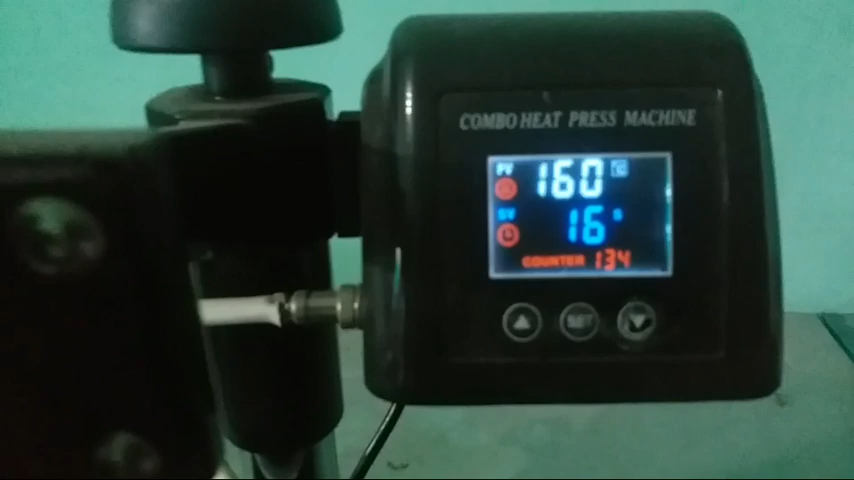 COMBO HEAT PRESS MACHINE
PV 160 °C
SV 16 S
COUNTER 134
SET